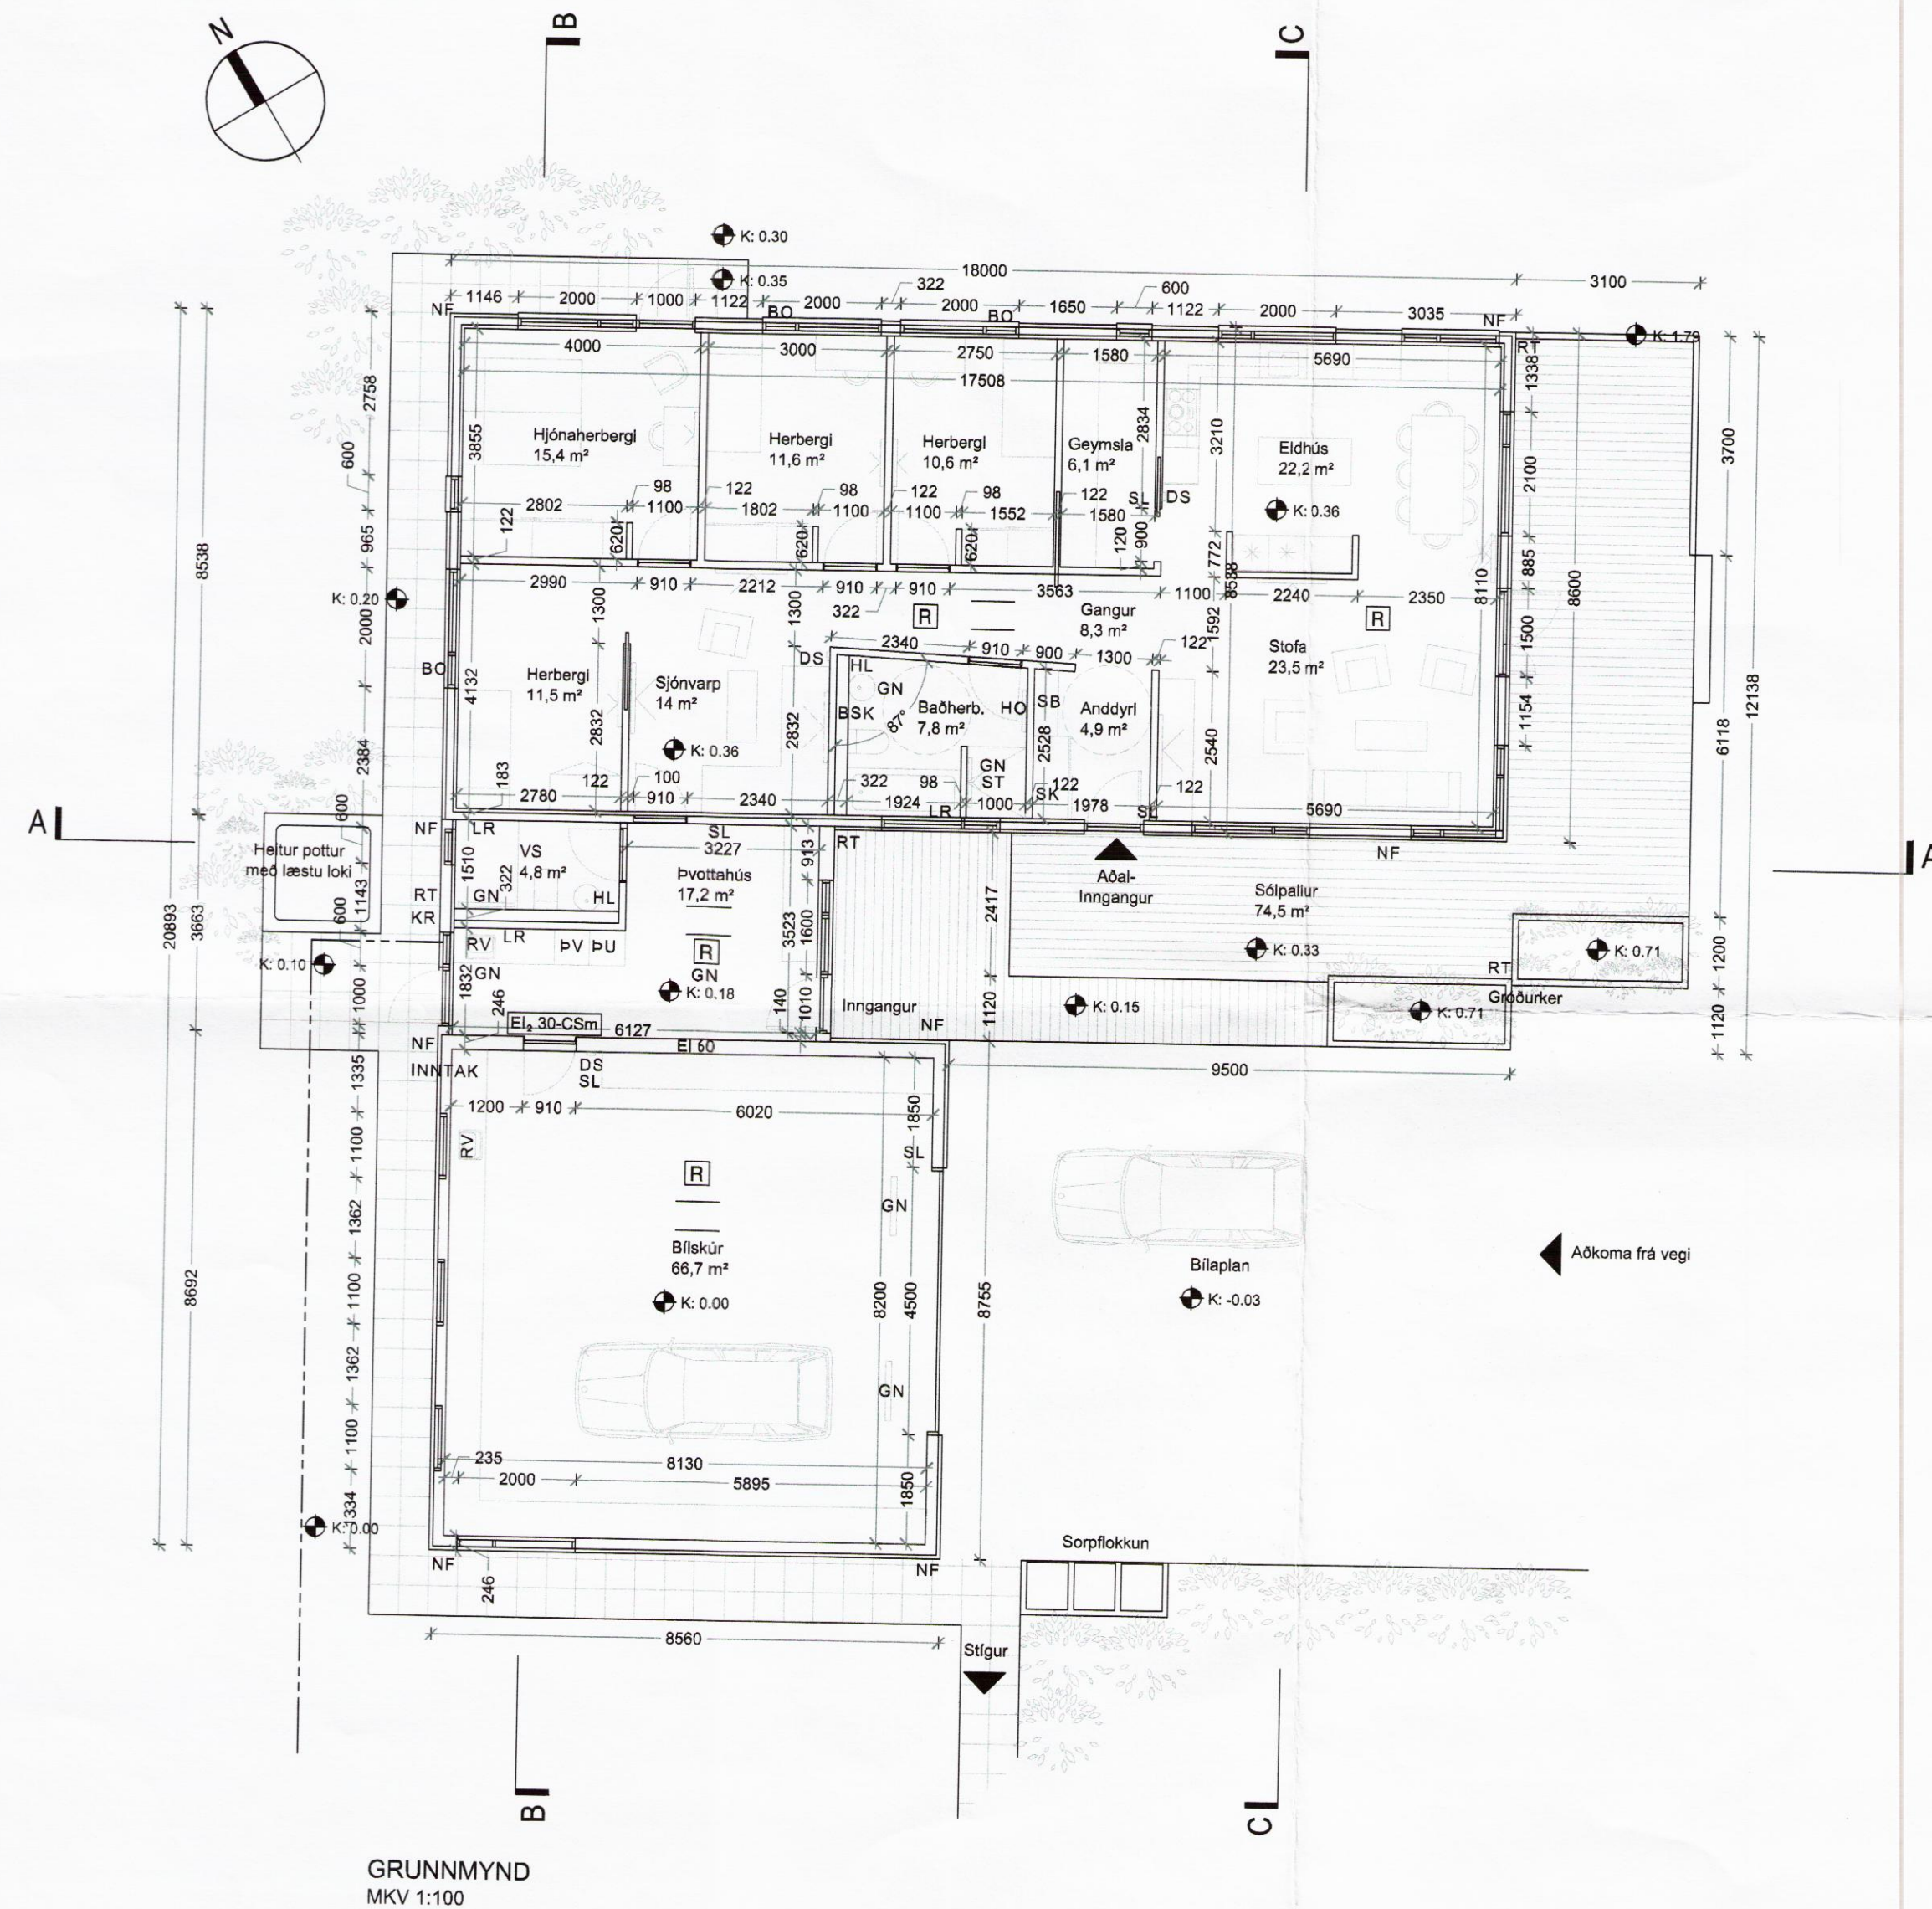 N
B
C
K: 0.30
K: 0.35
18000
3100
322
600
1146
2000
1000
1122
2000
2000
1650
1122
2000
3035
NF
BO
BO
NF
RT
K: 1.79
4000
3000
2750
1580
5690
17508
1338
2758
3855
2834
3210
3700
Hjónaherbergi
15,4 m²
Herbergi
11,6 m²
Herbergi
10,6 m²
Geymsla
6,1 m²
Eldhús
22,2 m²
K: 0.36
600
98
122
98
122
98
122
SL
DS
2802
1100
1802
1100
1100
1552
1580
2100
122
620
620
620
120
900
772
965
8538
885
2990
910
2212
910
910
322
3563
1100
8538
2240
2350
8110
8600
K: 0.20
2000
1300
1300
R
Gangur
8,3 m²
1592
R
1500
2340
910
900
1300
122
Stofa
23,5 m²
BO
4132
Herbergi
11,5 m²
Sjónvarp
14 m²
DS
HL
GN
BSK
87°
Baðherb.
7,8 m²
HO
SB
Anddyri
4,9 m²
1154
12138
6118
K: 0.36
2832
2832
2528
2540
2384
183
122
100
322
98
GN
ST
122
SK
122
600
2780
910
2340
1924
1000
1978
5690
LR
SL
A
A
NF
LR
SL
RT
NF
Heitur pottur
með læstu loki
VS
4,8 m²
3227
913
Aðal-
Inngangur
1510
322
Þvottahús
17,2 m²
Sólpallur
74,5 m²
RT
GN
HL
1143
2417
KR
600
20893
3663
RV
LR
ÞV ÞU
R
3523
1600
K: 0.33
K: 0.71
1200
K: 0.10
GN
GN
K: 0.18
RT
1832
1000
246
140
1010
Inngangur
1120
K: 0.15
Gróðurker
K: 0.71
1120
EI₂ 30-CSm
6127
NF
NF
EI 60
INNTAK
DS
SL
9500
1335
1200
910
6020
1850
RV
1100
R
SL
GN
1362
Bílskúr
66,7 m²
Bílaplan
Aðkoma frá vegi
K: 0.00
K: -0.03
8692
1100
8200
4500
8755
1362
GN
1100
235
8130
2000
5895
1850
1334
K: 0.00
NF
NF
246
Sorpflokkun
8560
Stígur
B
C
GRUNNMYND
MKV 1:100